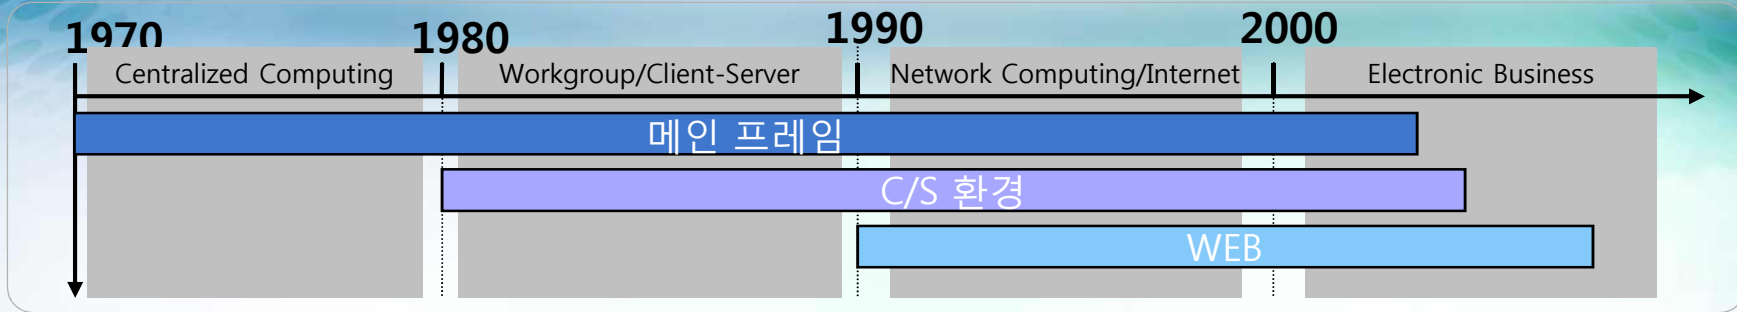 1970 1980 1990 2000
Centralized Computing Workgroup/Client-Server Network Computing/Internet Electronic Business
메인 프레임
C/S 환경
WEB